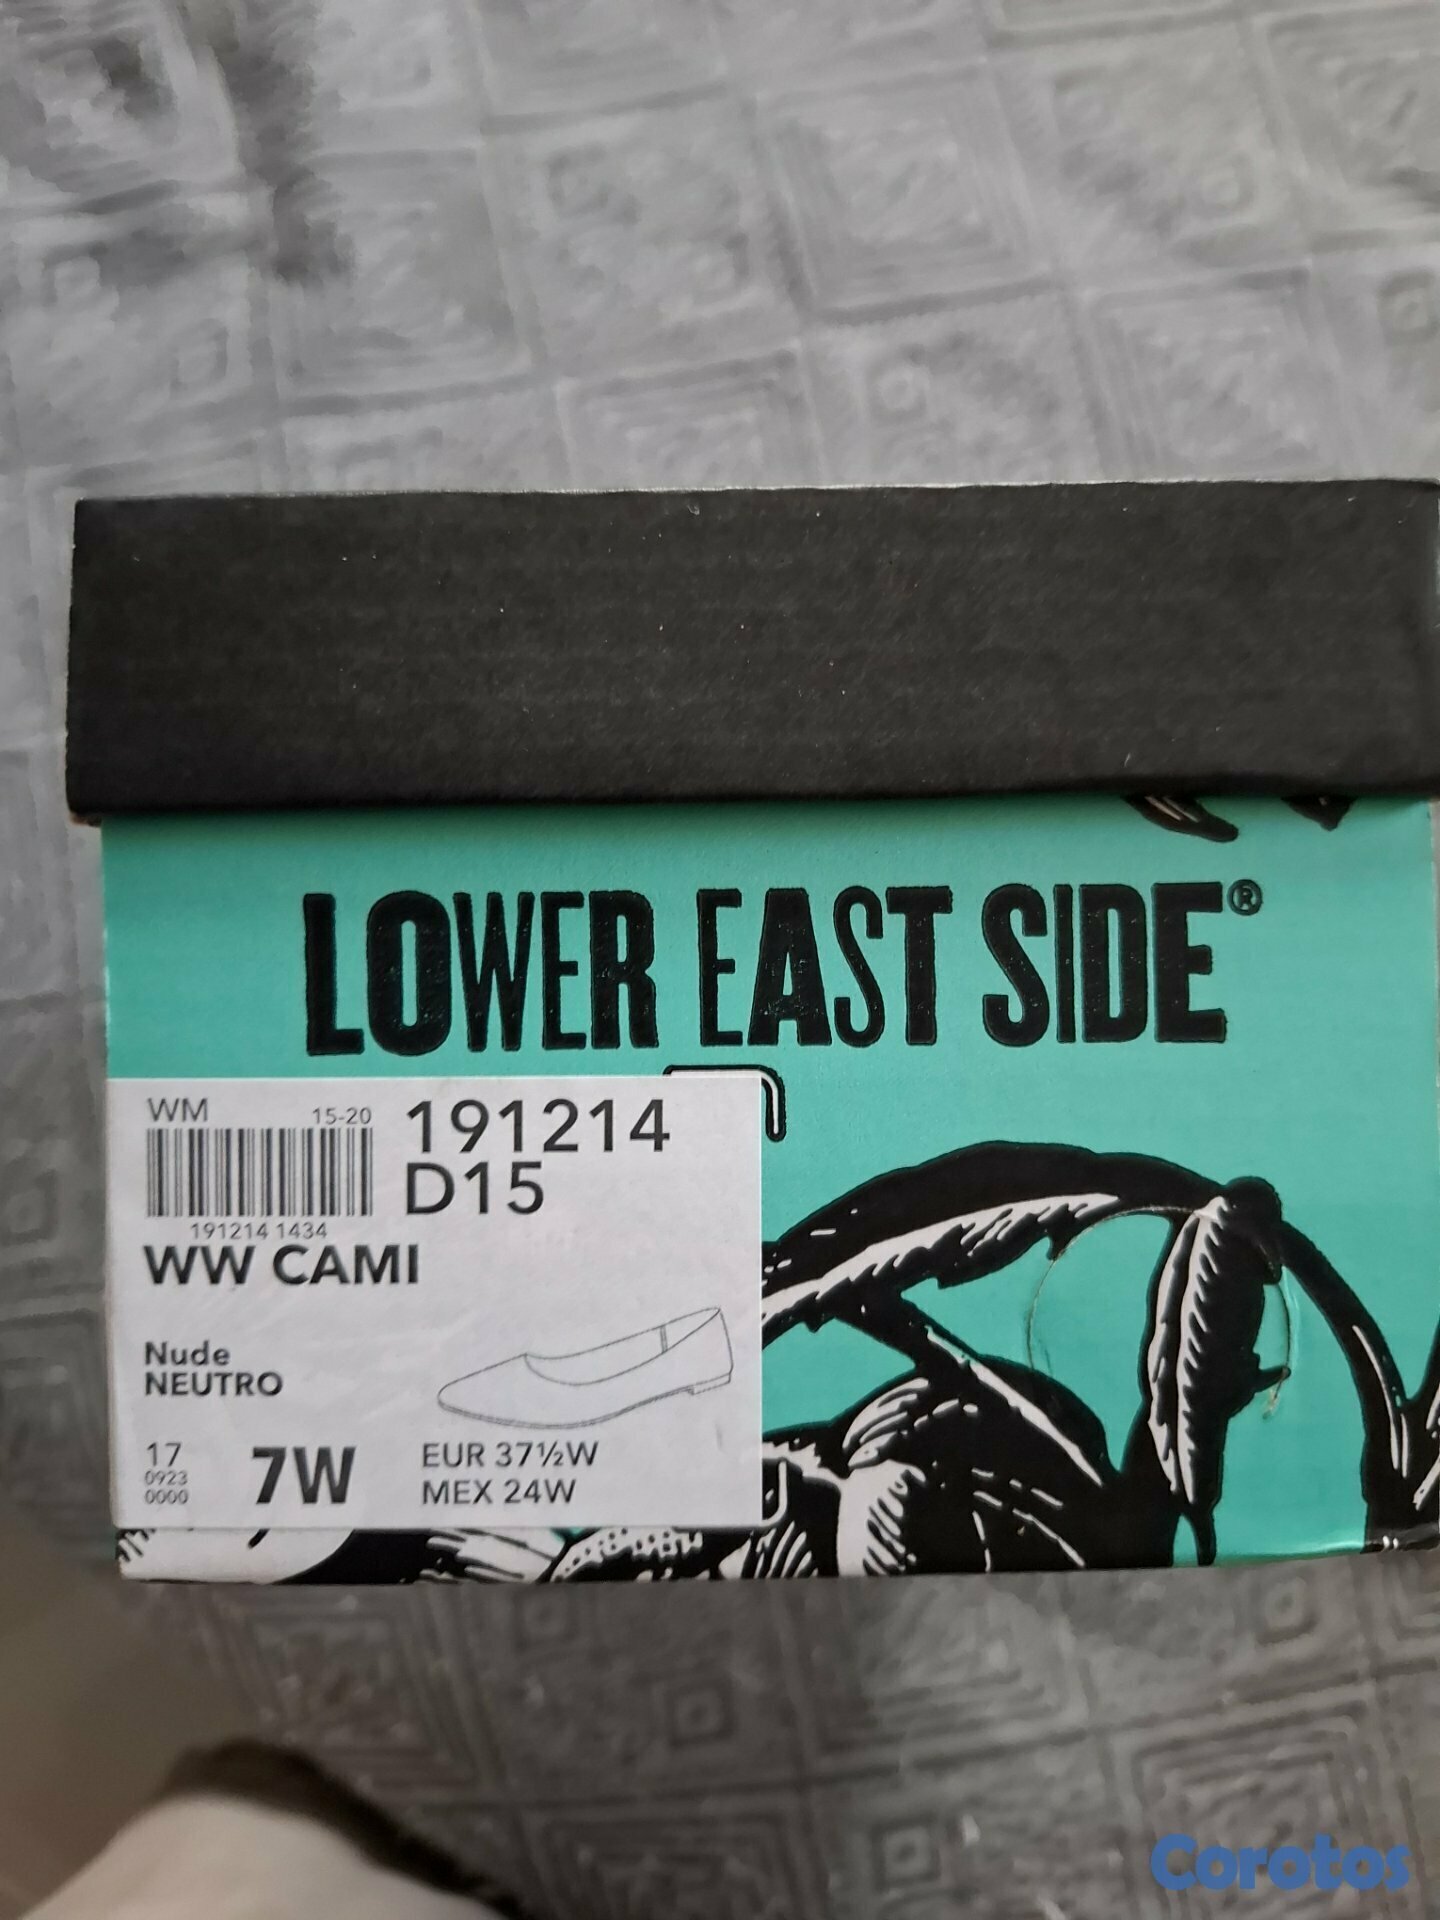 LOWER EAST SIDE®
WM 15-20
191214
D15
191214 1434
WW CAMI
Nude
NEUTRO
17
0923
0000
7W
EUR 37½W
MEX 24W
Corotos